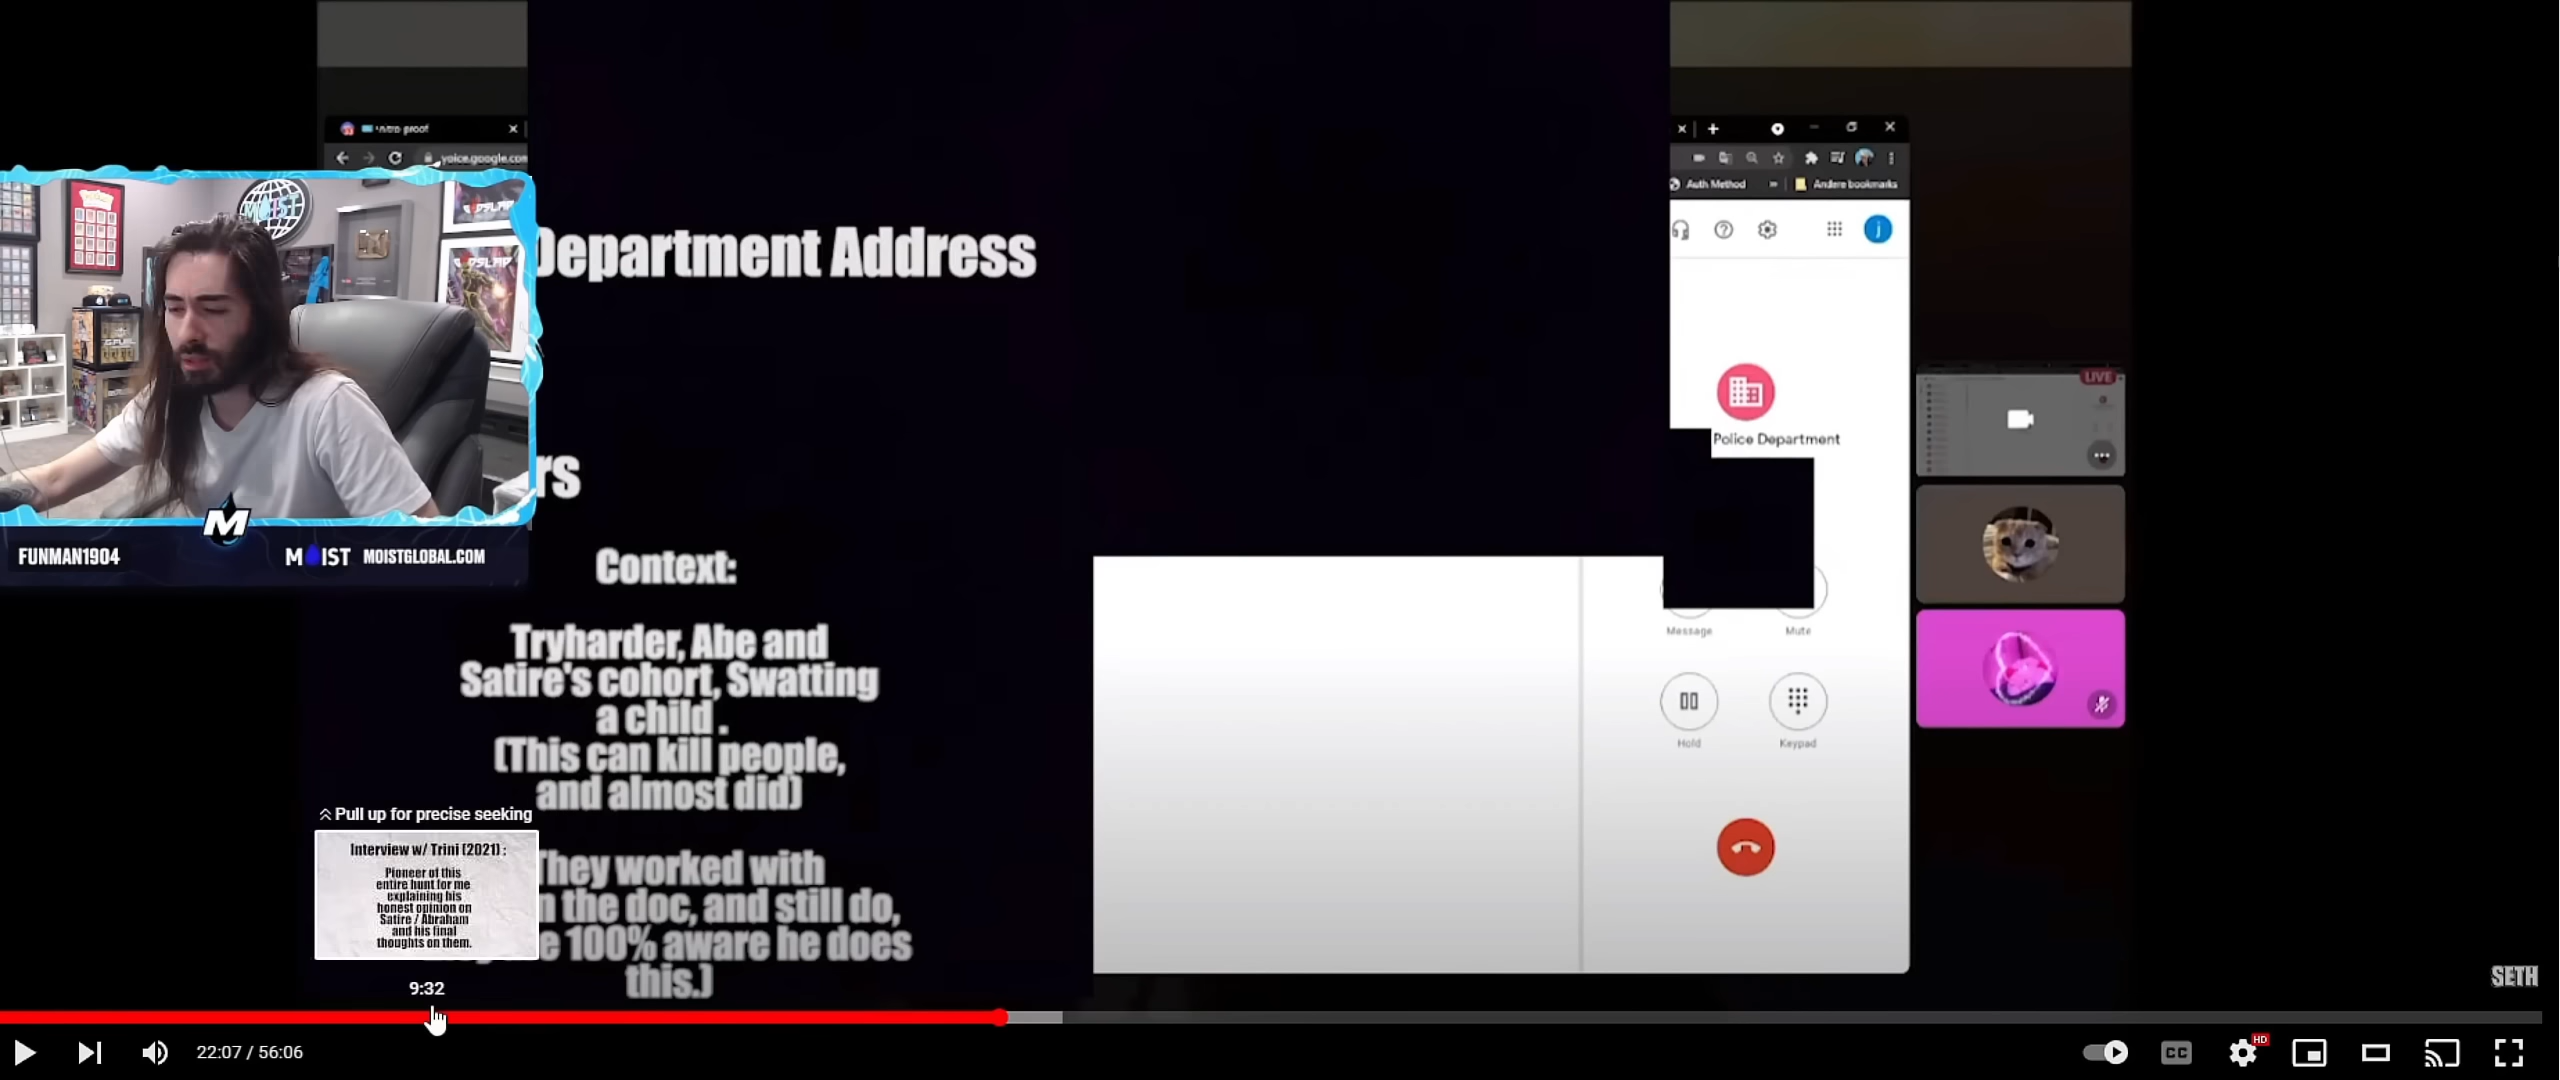 Nitro proof
voice.google.com
Auth Method
Andere bookmarks
j
MOIST
Department Address
LIVE
Police Department
rs
FUNMAN1904
M IST
MOISTGLOBAL.COM
Context:
Tryharder, Abe and
Satire's cohort, Swatting
a child .
(This can kill people,
and almost did)
Message
Mute
Hold
Keypad
Pull up for precise seeking
Interview w/ Trini (2021) :
Pioneer of this
entire hunt for me
explaining his
honest opinion on
Satire / Abraham
and his final
thoughts on them.
They worked with
the doc, and still do,
100% aware he does
this.)
9:32
SETH
22:07 / 56:06
CC
HD